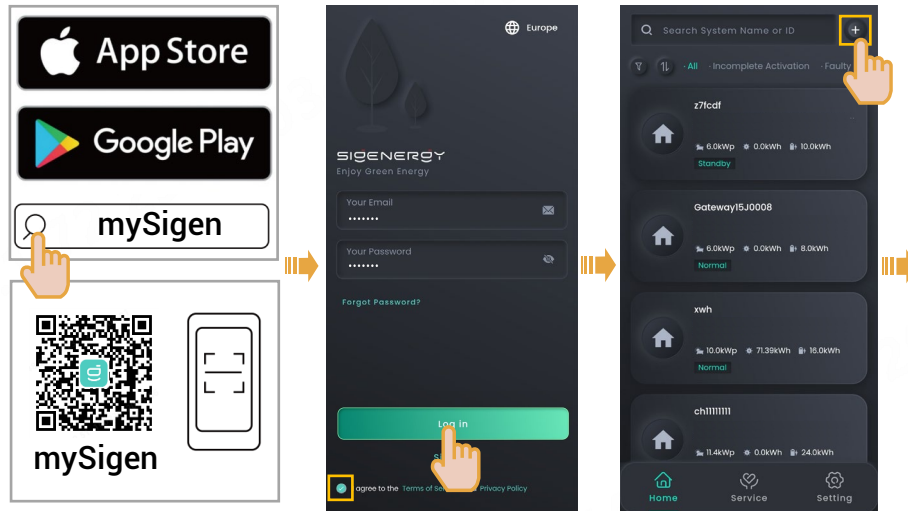 App Store
Google Play
mySigen
mySigen
Europe
SIGENERGY
Enjoy Green Energy
Your Email
Your Password
Forgot Password?
Log in
agree to the Terms of Privacy Policy
Search System Name or ID
All · Incomplete Activation · Faulty
z7fcdf
6.0kWp 0.0kWh 10.0kWh
Standby
Gateway15J0008
6.0kWp 0.0kWh 8.0kWh
Normal
xwh
10.0kWp 71.39kWh 16.0kWh
Normal
11.4kWp 0.0kWh 24.0kWh
Home Service Setting